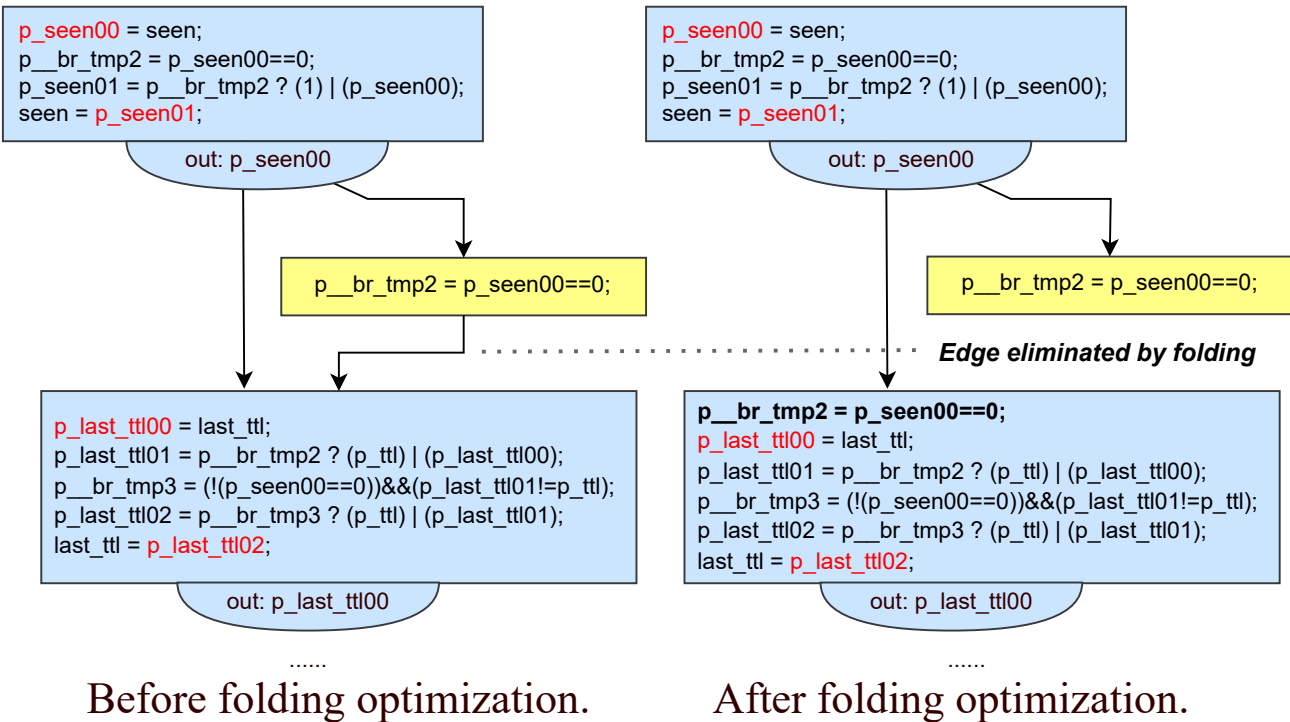 p_seen00 = seen;
p__br_tmp2 = p_seen00==0;
p_seen01 = p__br_tmp2 ? (1) | (p_seen00);
seen = p_seen01;
out: p_seen00
p__br_tmp2 = p_seen00==0;
p_last_ttl00 = last_ttl;
p_last_ttl01 = p__br_tmp2 ? (p_ttl) | (p_last_ttl00);
p__br_tmp3 = (!(p_seen00==0))&&(p_last_ttl01!=p_ttl);
p_last_ttl02 = p__br_tmp3 ? (p_ttl) | (p_last_ttl01);
last_ttl = p_last_ttl02;
out: p_last_ttl00
......
Before folding optimization.
p_seen00 = seen;
p__br_tmp2 = p_seen00==0;
p_seen01 = p__br_tmp2 ? (1) | (p_seen00);
seen = p_seen01;
out: p_seen00
p__br_tmp2 = p_seen00==0;
Edge eliminated by folding
p__br_tmp2 = p_seen00==0;
p_last_ttl00 = last_ttl;
p_last_ttl01 = p__br_tmp2 ? (p_ttl) | (p_last_ttl00);
p__br_tmp3 = (!(p_seen00==0))&&(p_last_ttl01!=p_ttl);
p_last_ttl02 = p__br_tmp3 ? (p_ttl) | (p_last_ttl01);
last_ttl = p_last_ttl02;
out: p_last_ttl00
......
After folding optimization.